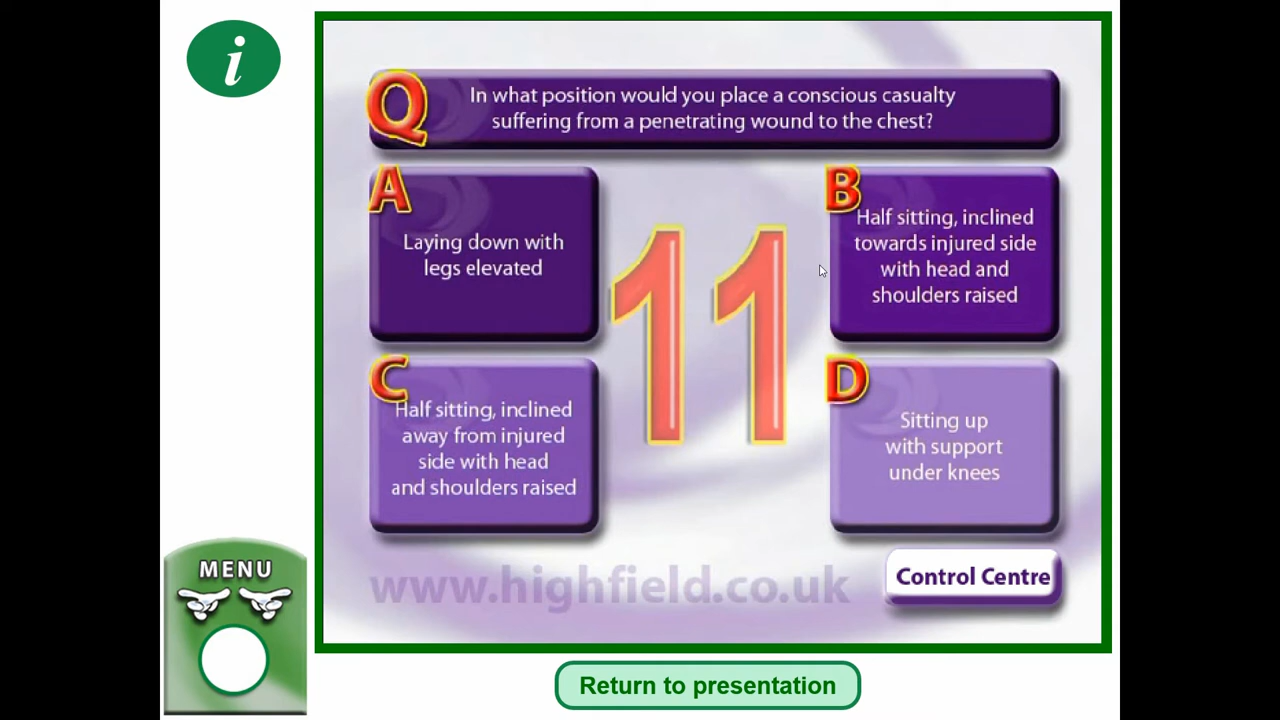 i
Q
In what position would you place a conscious casualty
suffering from a penetrating wound to the chest?
A
Laying down with
legs elevated
B
Half sitting, inclined
towards injured side
with head and
shoulders raised
11
C
Half sitting, inclined
away from injured
side with head
and shoulders raised
D
Sitting up
with support
under knees
www.highfield.co.uk
Control Centre
MENU
Return to presentation